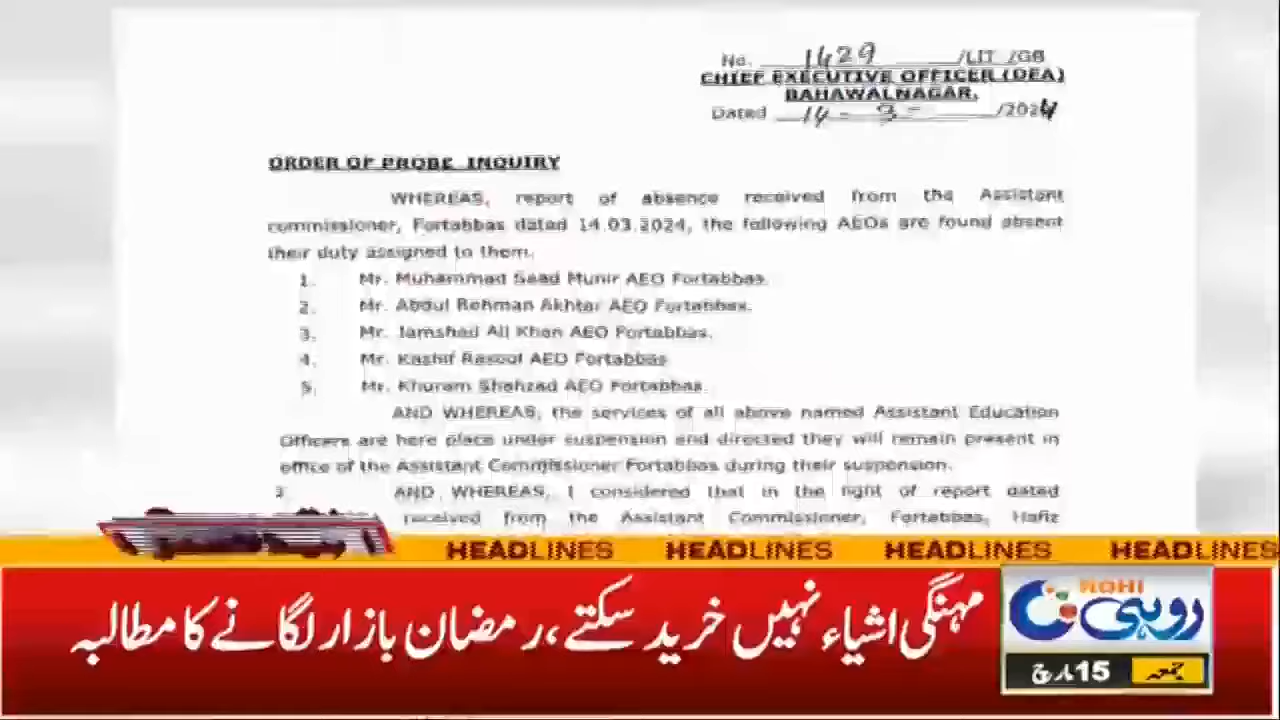 No. 1429 /LIT /GB
CHIEF EXECUTIVE OFFICER (DEA)
BAHAWALNAGAR.
Dated 14 - 3 - /2024
ORDER OF PROBE INQUIRY
WHEREAS, report of absence received from the Assistant
commissioner, Fortabbas dated 14.03.2024, the following AEOs are found absent
their duty assigned to them.
1. Mr. Muhammad Saad Munir AEO Fortabbas.
2. Mr. Abdul Rehman Akhtar AEO Fortabbas.
3. Mr. Jamshad Ali Khan AEO Fortabbas.
4. Mr. Kashif Rasool AEO Fortabbas
5. Mr. Khuram Shahzad AEO Fortabbas.
AND WHEREAS, the services of all above named Assistant Education
Officers are here place under suspension and directed they will remain present in
office of the Assistant Commissioner Fortabbas during their suspension.
3 AND WHEREAS, I considered that in the light of report dated
received from the Assistant Commissioner, Fortabbas, Hafiz
HEADLINES HEADLINES HEADLINES HEADLINES
مہنگی اشیاء نہیں خرید سکتے، رمضان بازار لگانے کا مطالبہ
ROHI
روہی
جمعہ 15 مارچ